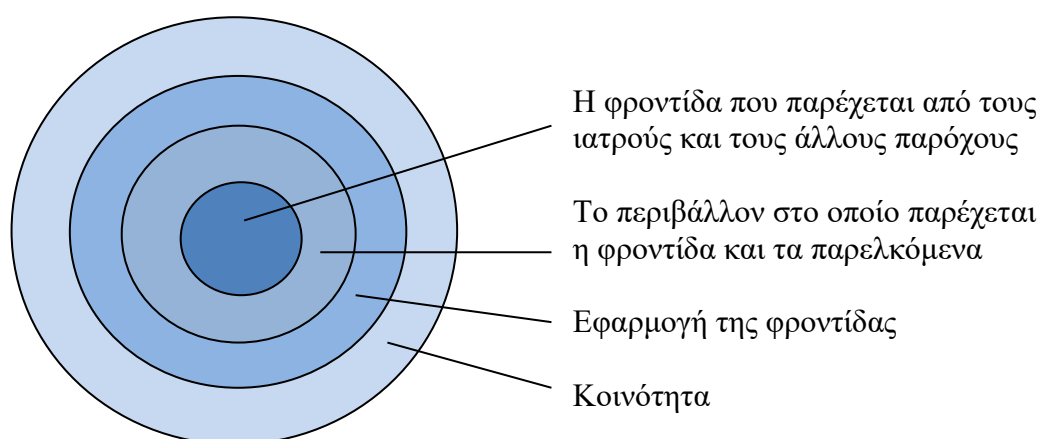 Η φροντίδα που παρέχεται από τους
ιατρούς και τους άλλους παρόχους
Το περιβάλλον στο οποίο παρέχεται
η φροντίδα και τα παρελκόμενα
Εφαρμογή της φροντίδας
Κοινότητα